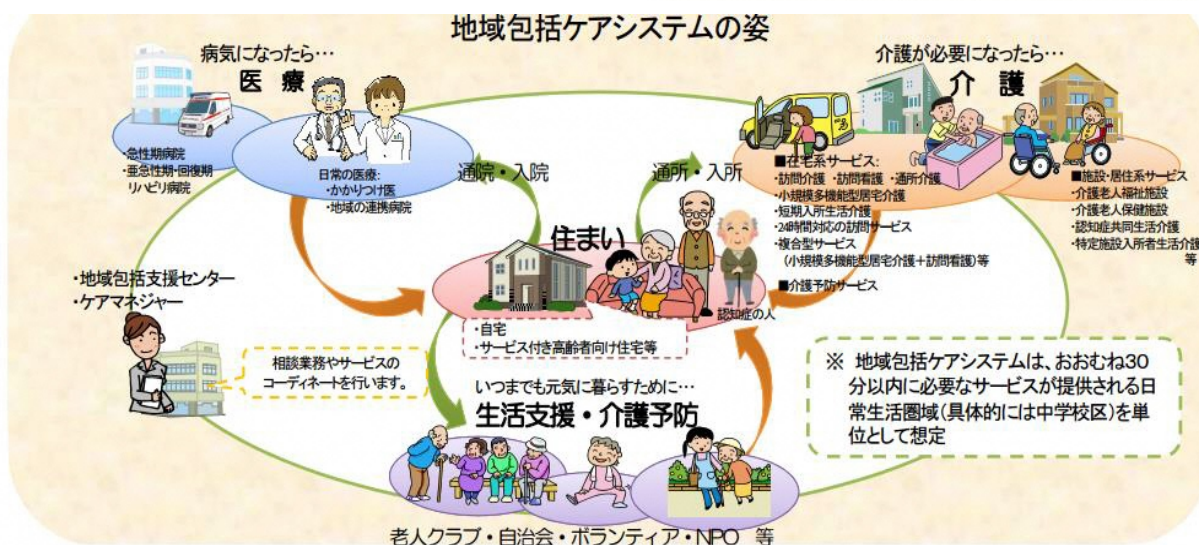 地域包括ケアシステムの姿
病気になったら…
医 療
・急性期病院
・亜急性期・回復期
リハビリ病院
日常の医療:
・かかりつけ医
・地域の連携病院
通院・入院
通所・入所
介護が必要になったら…
介 護
■在宅系サービス:
・訪問介護 ・訪問看護 ・通所介護
・小規模多機能型居宅介護
・短期入所生活介護
・24時間対応の訪問サービス
・複合型サービス
（小規模多機能型居宅介護＋訪問看護）等
■介護予防サービス
■施設・居住系サービス
・介護老人福祉施設
・介護老人保健施設
・認知症共同生活介護
・特定施設入所者生活介護
等
住まい
認知症の人
・自宅
・サービス付き高齢者向け住宅等
・地域包括支援センター
・ケアマネジャー
相談業務やサービスの
コーディネートを行います。
いつまでも元気に暮らすために…
生活支援・介護予防
老人クラブ・自治会・ボランティア・NPO 等
※ 地域包括ケアシステムは、おおむね30
分以内に必要なサービスが提供される日
常生活圏域（具体的には中学校区）を単
位として想定